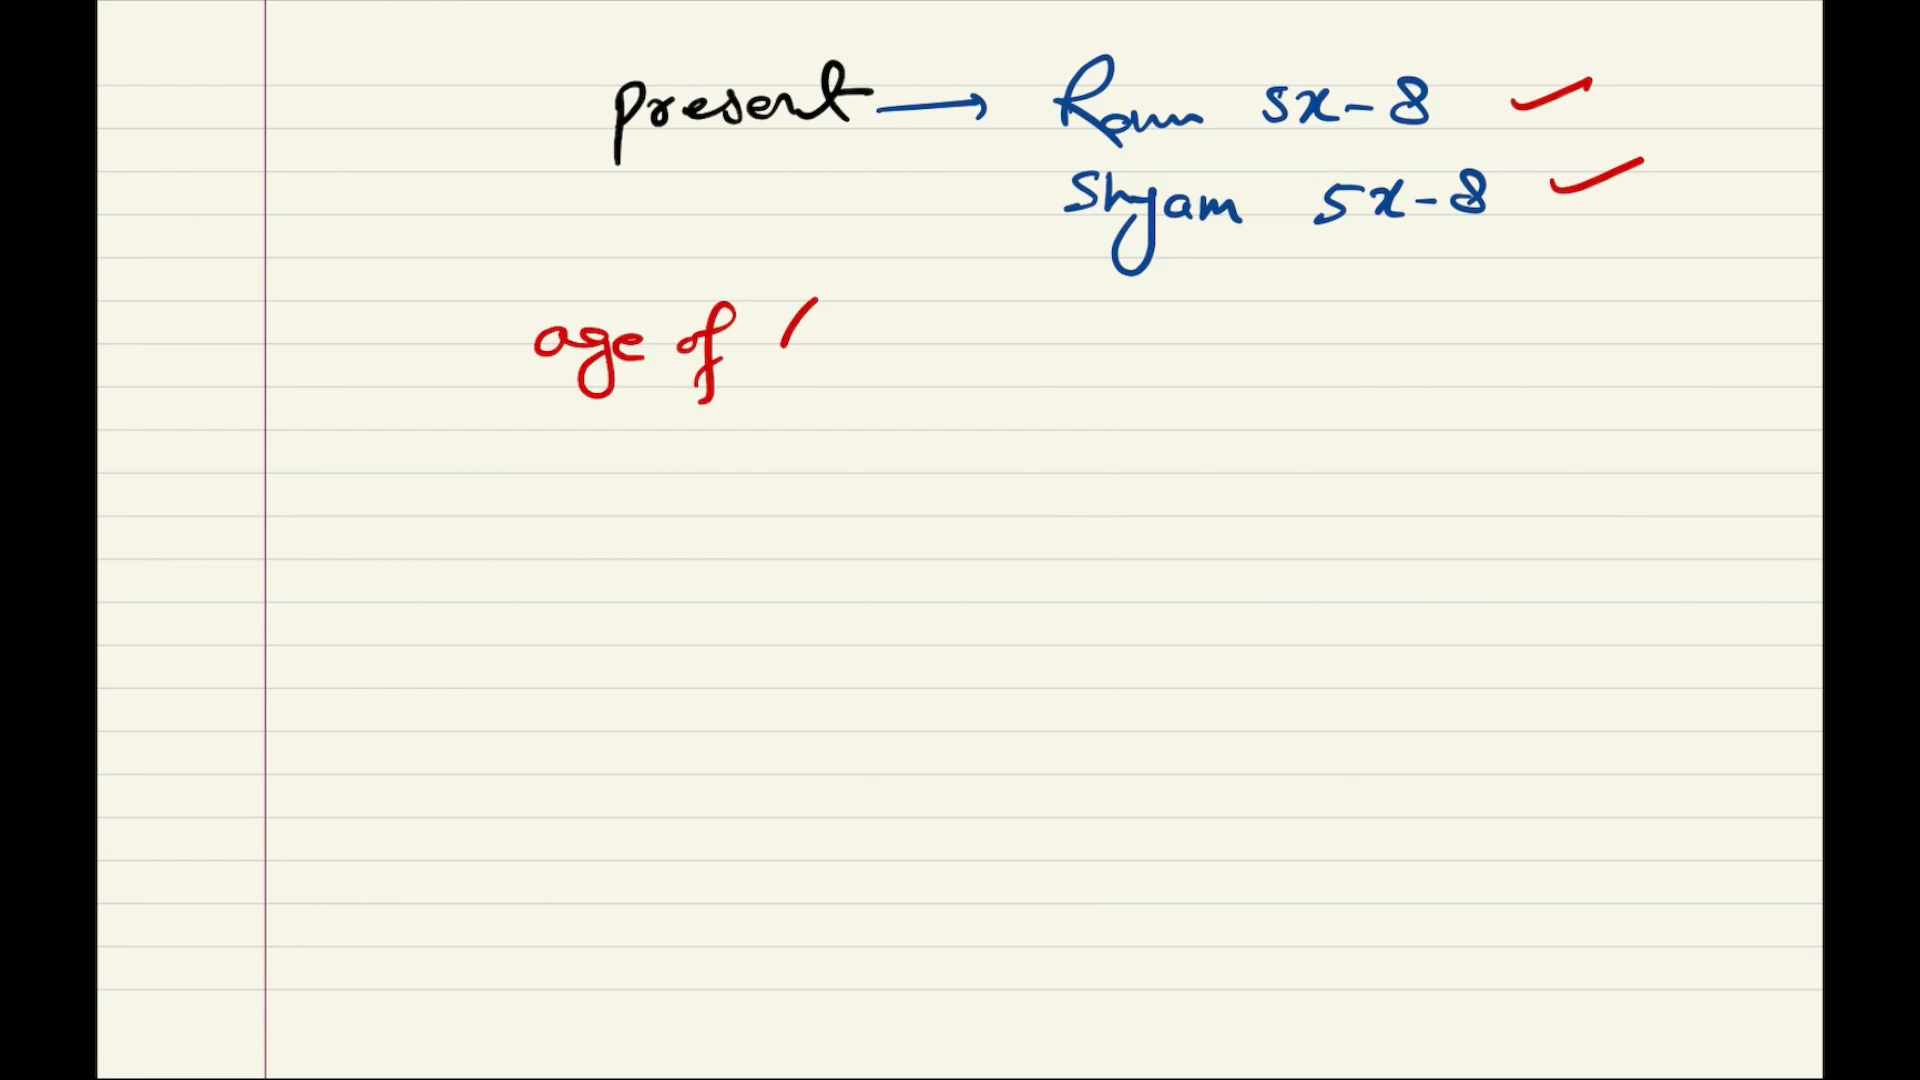 present → Ram 5x-8 ✓
Shyam 5x-8 ✓
age of